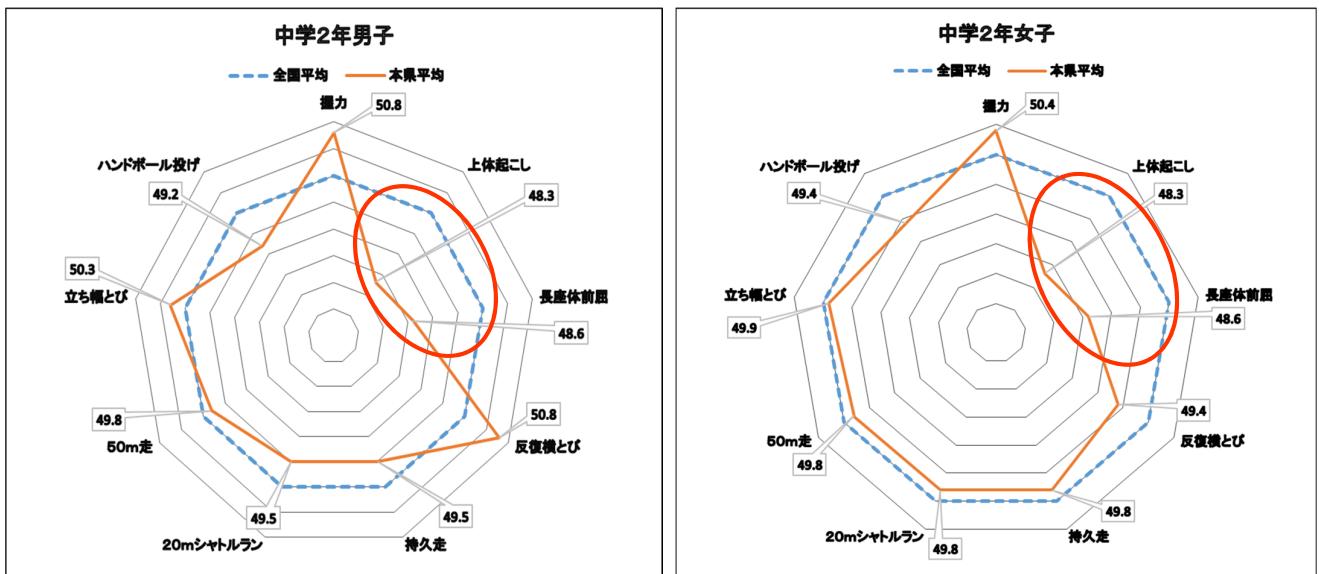 中学2年男子
全国平均 本県平均
握力
50.8
上体起こし
48.3
長座体前屈
48.6
反復横とび
50.8
持久走
49.5
20mシャトルラン
49.5
50m走
49.8
立ち幅とび
50.3
ハンドボール投げ
49.2
中学2年女子
全国平均 本県平均
握力
50.4
上体起こし
48.3
長座体前屈
48.6
反復横とび
49.4
持久走
49.8
20mシャトルラン
49.8
50m走
49.8
立ち幅とび
49.9
ハンドボール投げ
49.4